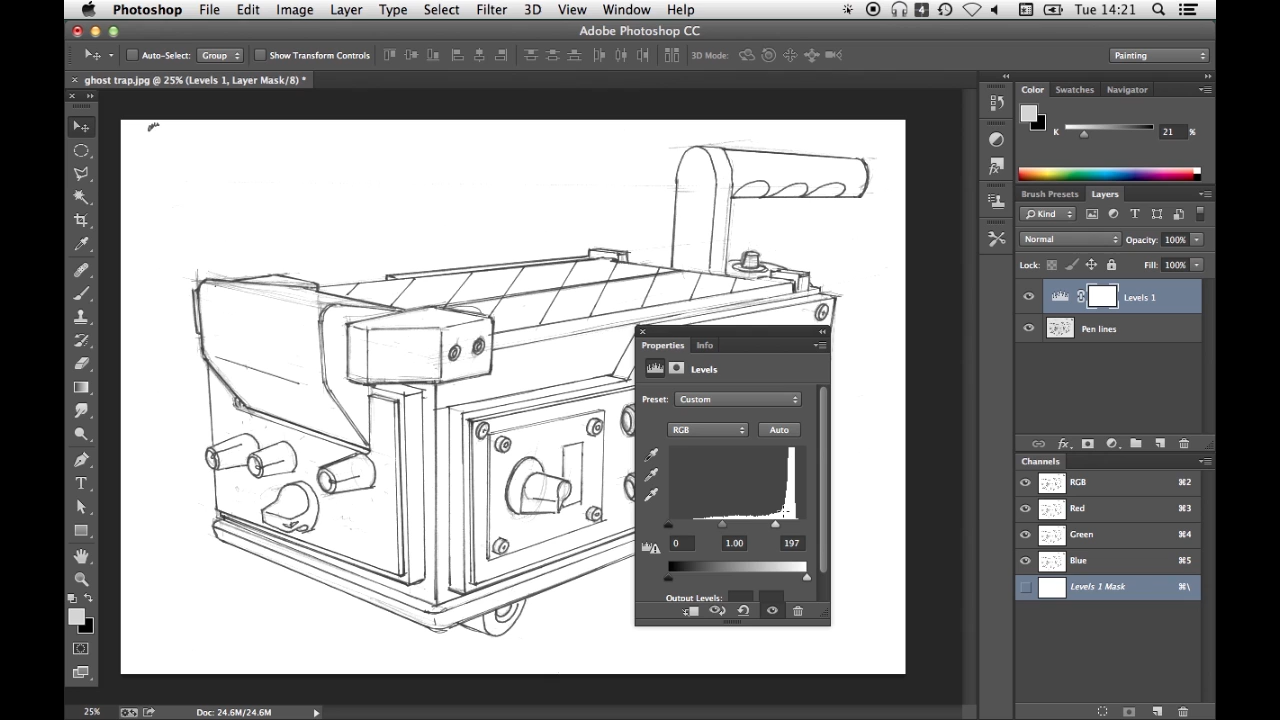 Photoshop File Edit Image Layer Type Select Filter 3D View Window Help 4 Tue 14:21
Adobe Photoshop CC
Auto-Select: Group Show Transform Controls 3D Mode: Painting
ghost trap.jpg @ 25% (Levels 1, Layer Mask/8) *
Color Swatches Navigator
K 21 %
Brush Presets Layers
Kind
Normal Opacity: 100%
Lock: Fill: 100%
Levels 1
Pen lines
Properties Info
Levels
Preset: Custom
RGB Auto
0 1.00 197
Output Levels:
Channels
RGB ⌘2
Red ⌘3
Green ⌘4
Blue ⌘5
Levels 1 Mask ⌘\
25% Doc: 24.6M/24.6M